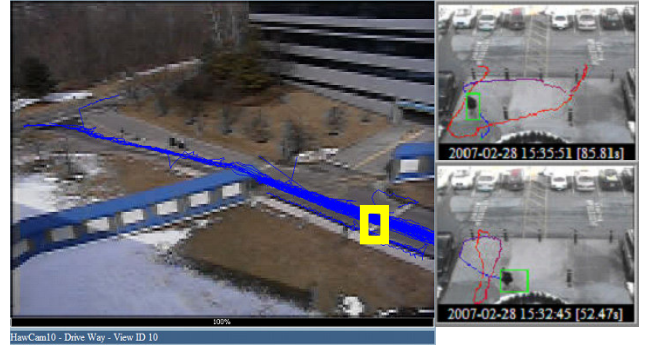 2007-02-28 15:35:51 [85.81s]
2007-02-28 15:32:45 [52.47s]
100%
HawCam10 - Drive Way - View ID 10